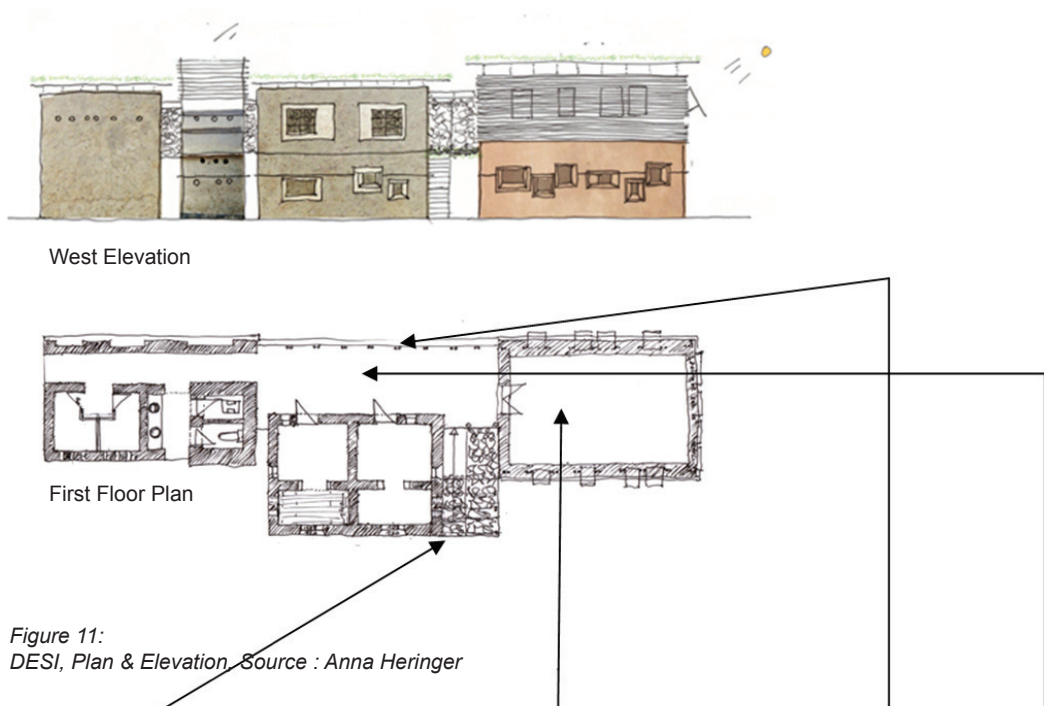 West Elevation
First Floor Plan
Figure 11:
DESI, Plan & Elevation, Source : Anna Heringer